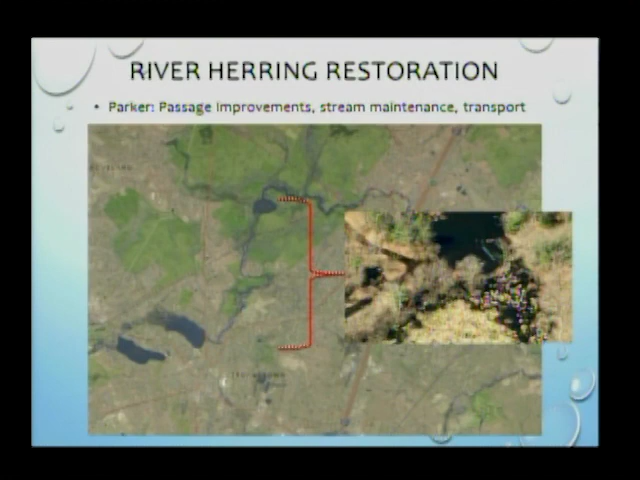 RIVER HERRING RESTORATION
• Parker: Passage improvements, stream maintenance, transport